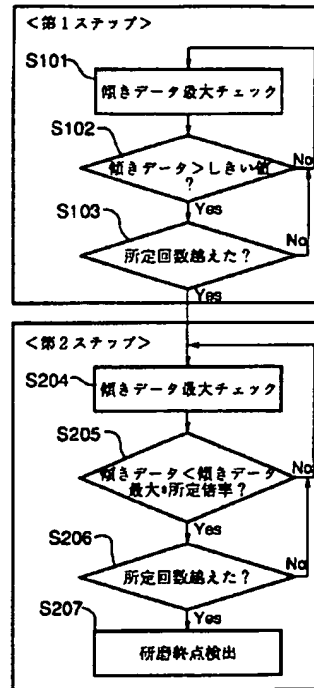 <第1ステップ>
S101
傾きデータ最大チェック
S102
傾きデータ>しきい値
?
No
Yes
S103
所定回数越えた?
No
Yes
<第2ステップ>
S204
傾きデータ最大チェック
S205
傾きデータ<傾きデータ
最大*所定倍率?
No
Yes
S206
所定回数越えた?
No
Yes
S207
研磨終点検出